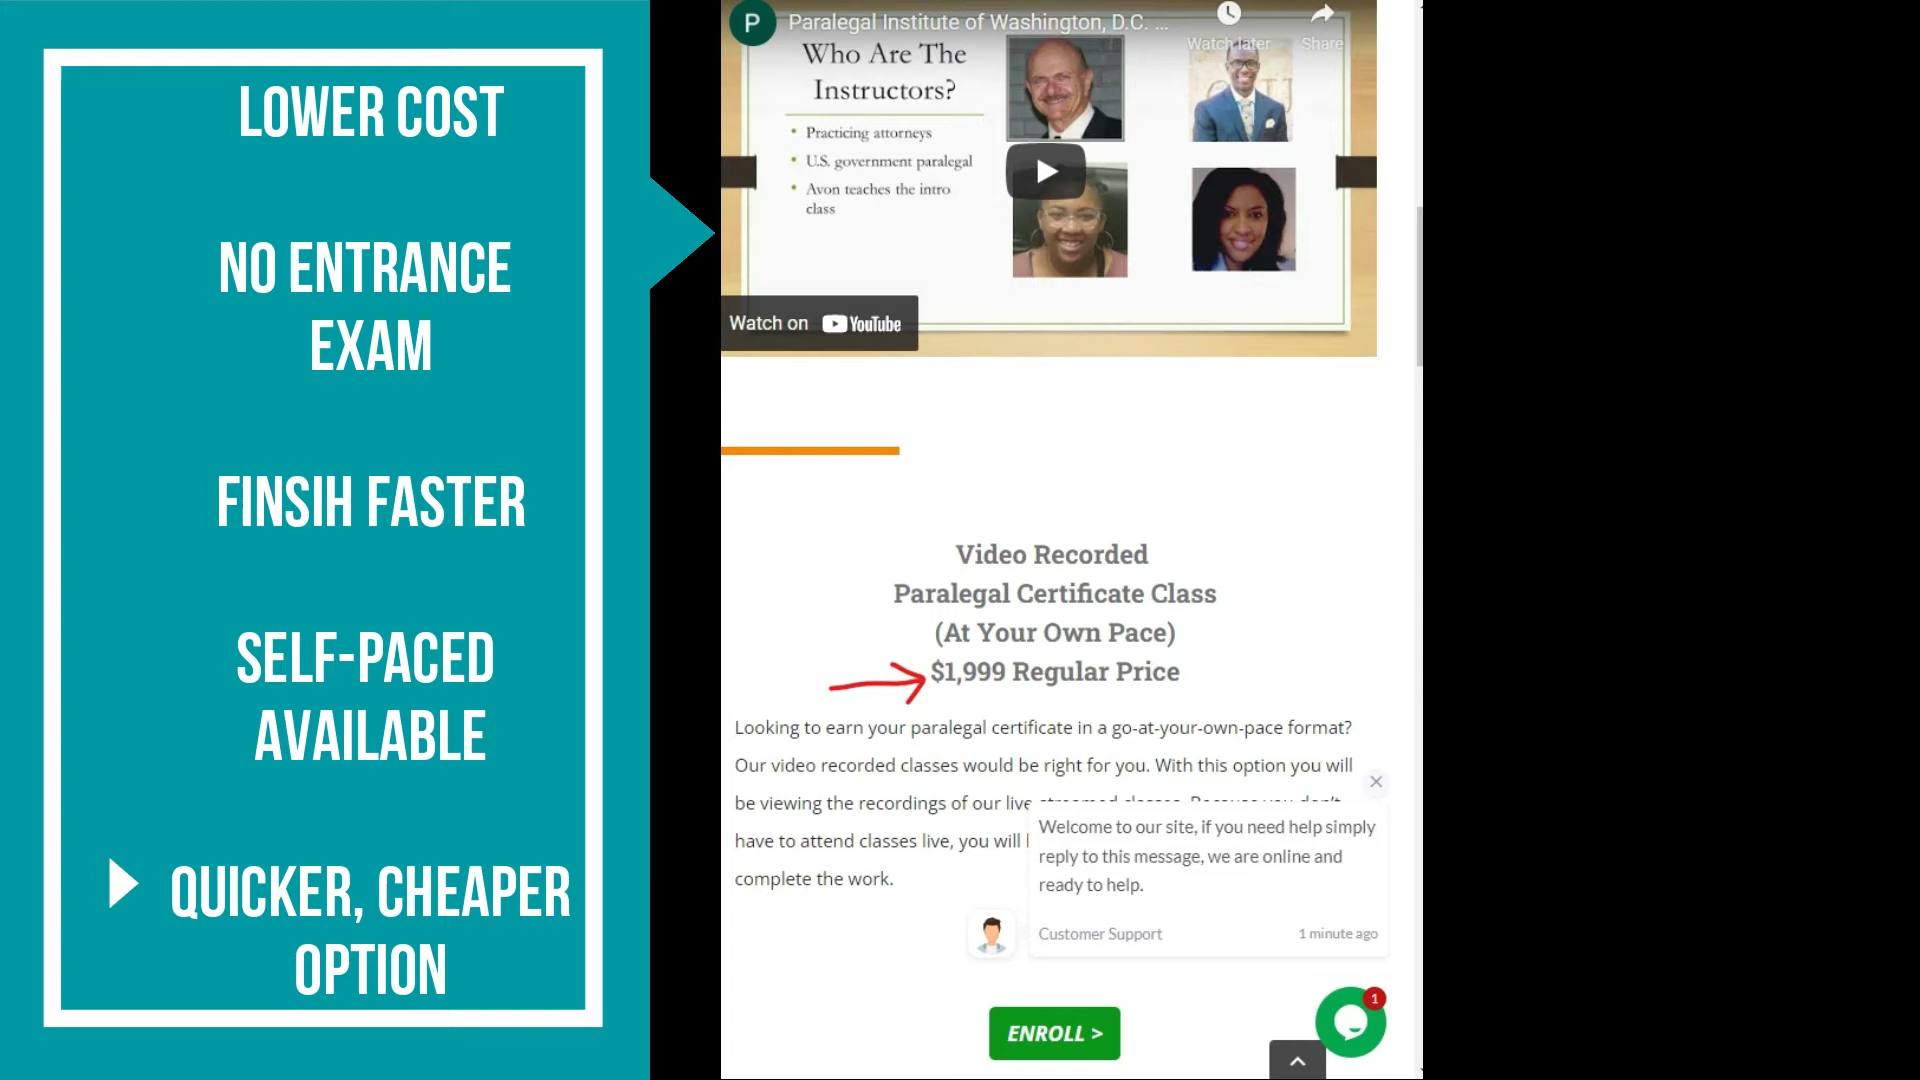 LOWER COST
NO ENTRANCE
EXAM
FINSIH FASTER
SELF-PACED
AVAILABLE
QUICKER, CHEAPER
OPTION
P
Paralegal Institute of Washington, D.C. ...
Watch later
Share
Who Are The
Instructors?
• Practicing attorneys
• U.S. government paralegal
• Avon teaches the intro
class
Watch on YouTube
Video Recorded
Paralegal Certificate Class
(At Your Own Pace)
$1,999 Regular Price
Looking to earn your paralegal certificate in a go-at-your-own-pace format?
Our video recorded classes would be right for you. With this option you will
be viewing the recordings of our live streamed classes. Because you don't
have to attend classes live, you will
complete the work.
Welcome to our site, if you need help simply
reply to this message, we are online and
ready to help.
Customer Support
1 minute ago
1
ENROLL >